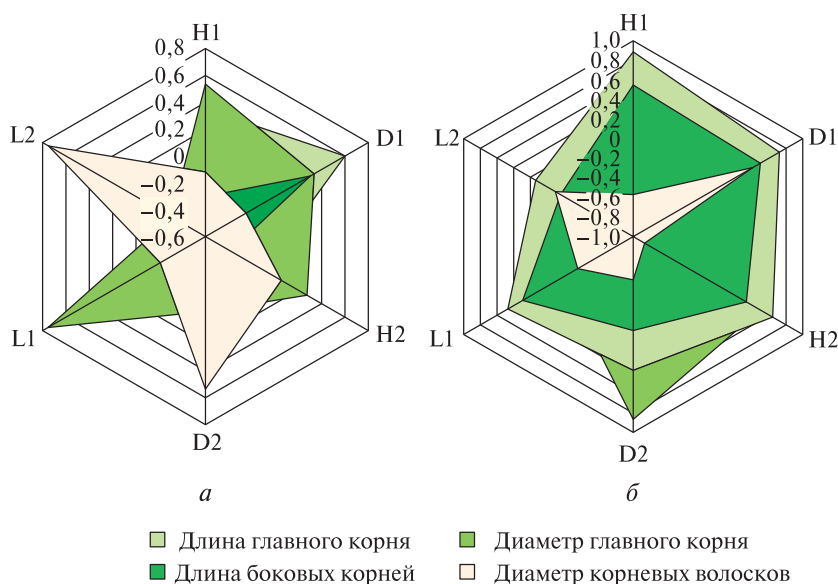 H1
0,8
0,6
0,4
0,2
0
−0,2
−0,4
−0,6
L2
D1
L1
H2
D2
а
H1
1,0
0,8
0,6
0,4
0,2
0
−0,2
−0,4
−0,6
−0,8
−1,0
L2
D1
L1
H2
D2
б
Длина главного корня
Диаметр главного корня
Длина боковых корней
Диаметр корневых волосков